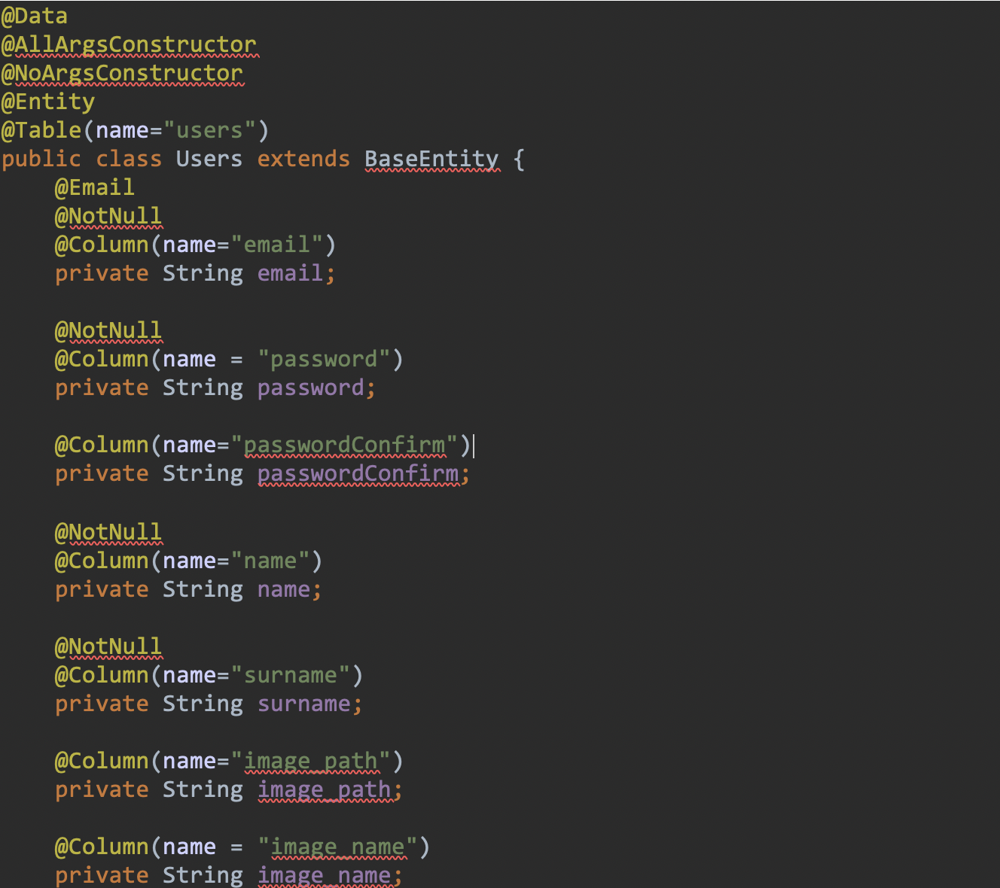 @Data
@AllArgsConstructor
@NoArgsConstructor
@Entity
@Table(name="users")
public class Users extends BaseEntity {
    @Email
    @NotNull
    @Column(name="email")
    private String email;

    @NotNull
    @Column(name = "password")
    private String password;

    @Column(name="passwordConfirm")
    private String passwordConfirm;

    @NotNull
    @Column(name="name")
    private String name;

    @NotNull
    @Column(name="surname")
    private String surname;

    @Column(name="image_path")
    private String image_path;

    @Column(name = "image_name")
    private String image_name;